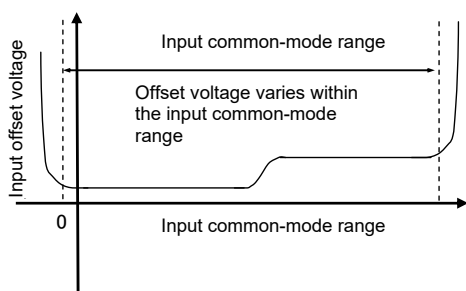 Input common-mode range
Input offset voltage
Offset voltage varies within
the input common-mode
range
0
Input common-mode range